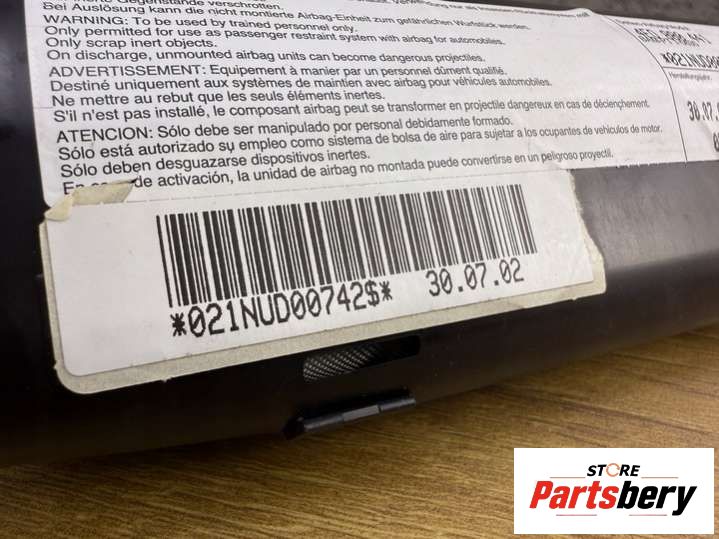 Gegenstände verschrotten.
Bei Auslösung kann die nicht montierte Airbag-Einheit zum gefährlichen Wurfstück werden.
WARNING: To be used by trained personnel only.
Only permitted for use as passenger restraint system with airbag for automobiles.
Only scrap inert objects.
On discharge, unmounted airbag units can become dangerous projectiles.
ADVERTISSEMENT: Equipement à manier par un personnel dûment qualifié.
Destiné uniquement aux systèmes de maintien avec airbag pour véhicules automobiles.
Ne mettre au rebut que les seuls éléments inertes.
S'il n'est pas installé, le composant airbag peut se transformer en projectile dangereux en cas de déclenchement.
ATENCION: Sólo debe ser manipulado por personal debidamente formado.
Sólo está autorizado su empleo como sistema de bolsa de aire para sujetar a los ocupantes de vehiculos de motor.
Sólo deben desguazarse dispositivos inertes.
En de activación, la unidad de airbag no montada puede convertirse en un peligroso proyectil.
Herstellungsjahr
30.07.
*021NUD00742$* 30.07.02
STORE
Partsbery